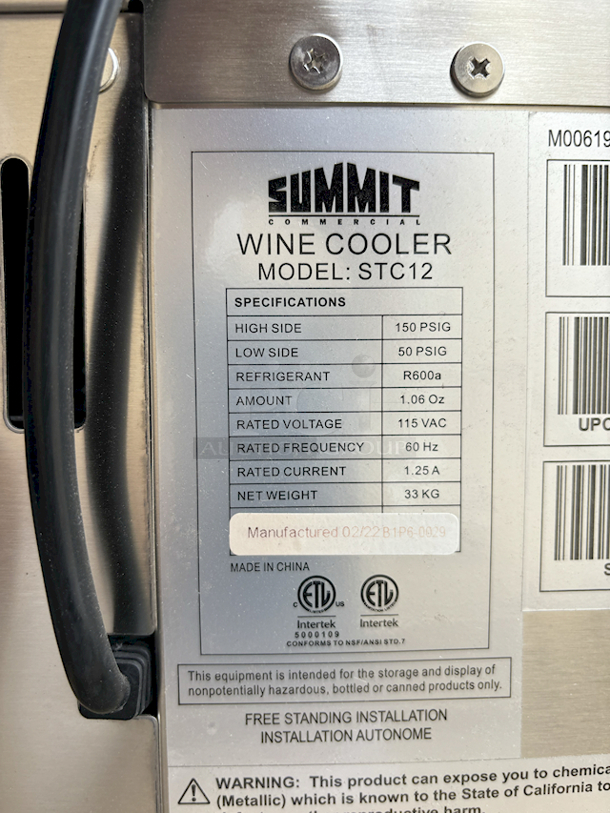 SUMMIT
COMMERCIAL
WINE COOLER
MODEL: STC12
SPECIFICATIONS
HIGH SIDE 150 PSIG
LOW SIDE 50 PSIG
REFRIGERANT R600a
AMOUNT 1.06 Oz
RATED VOLTAGE 115 VAC
RATED FREQUENCY 60 Hz
RATED CURRENT 1.25 A
NET WEIGHT 33 KG
Manufactured 02/22 B1P6-0929
MADE IN CHINA
C ETL US ETL
Intertek Intertek
5000109
CONFORMS TO NSF/ANSI STD.7
This equipment is intended for the storage and display of
nonpotentially hazardous, bottled or canned products only.
FREE STANDING INSTALLATION
INSTALLATION AUTONOME
WARNING: This product can expose you to
(Metallic) which is known to the State of California to
M00619
UPC
S